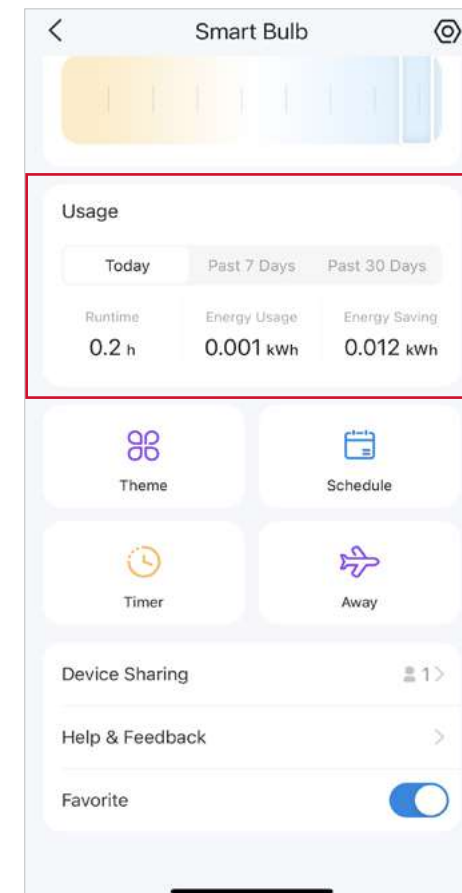 Smart Bulb
Usage
Today Past 7 Days Past 30 Days
Runtime Energy Usage Energy Saving
0.2 h 0.001 kWh 0.012 kWh
Theme Schedule
Timer Away
Device Sharing 1
Help & Feedback
Favorite